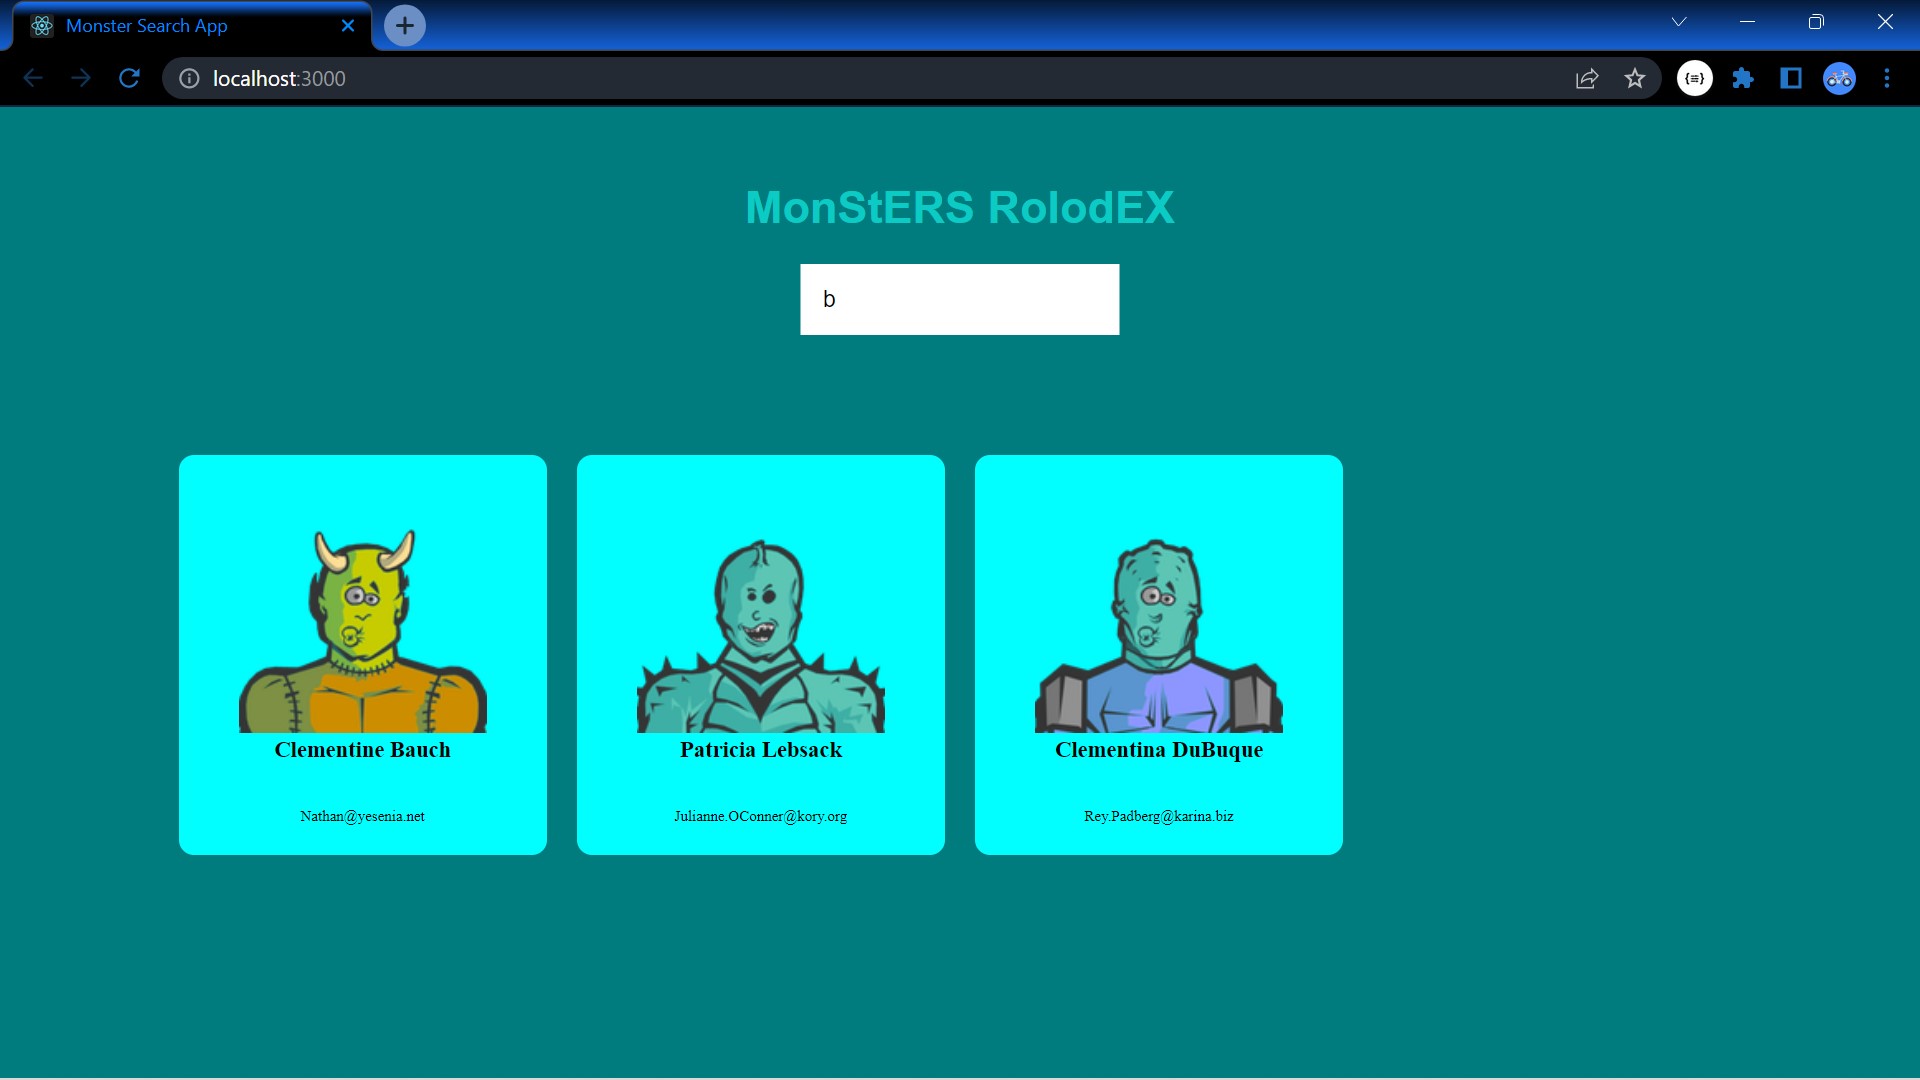 Monster Search App
localhost:3000
MonStERS RolodEX
b
Clementine Bauch
Nathan@yesenia.net
Patricia Lebsack
Julianne.OConner@kory.org
Clementina DuBuque
Rey.Padberg@karina.biz